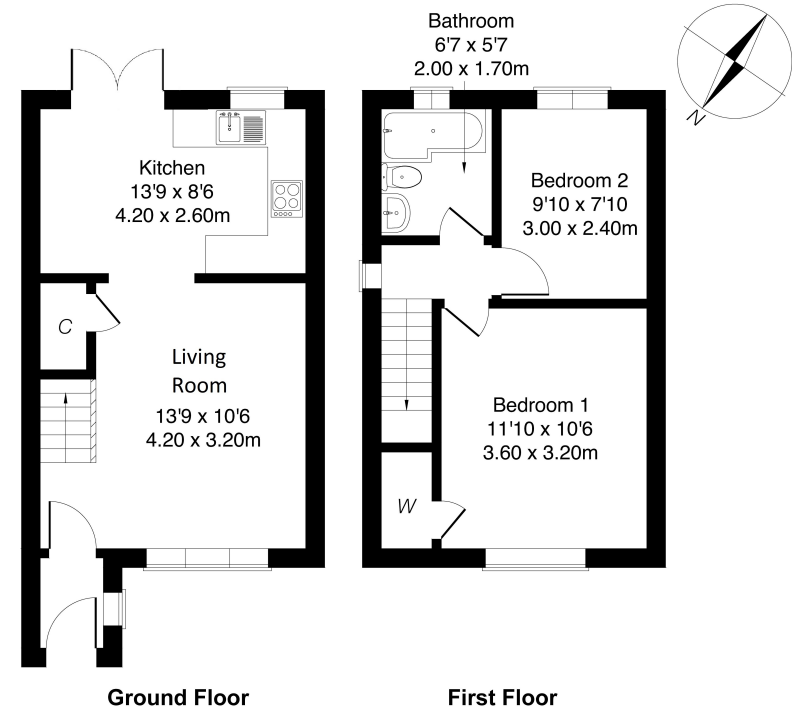 Bathroom
6'7 x 5'7
2.00 x 1.70m
N
Kitchen
13'9 x 8'6
4.20 x 2.60m
Bedroom 2
9'10 x 7'10
3.00 x 2.40m
C
Living
Room
13'9 x 10'6
4.20 x 3.20m
Bedroom 1
11'10 x 10'6
3.60 x 3.20m
W
Ground Floor
First Floor